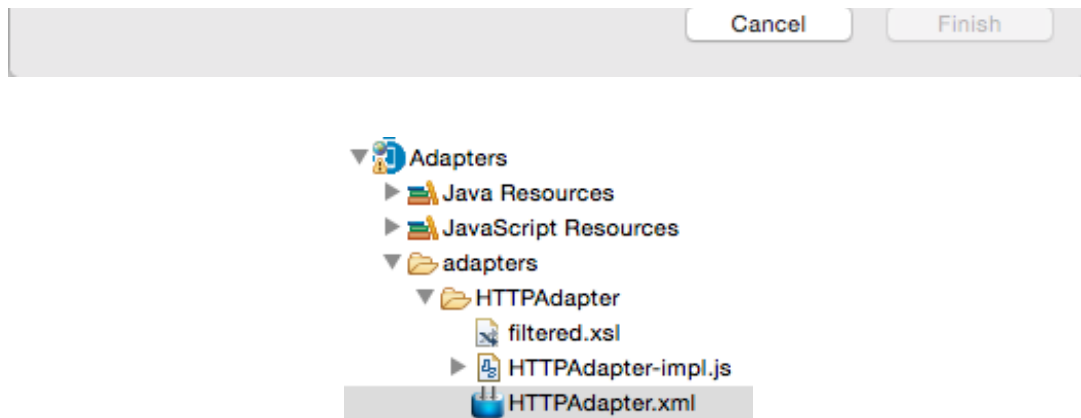 Cancel Finish
Adapters
Java Resources
JavaScript Resources
adapters
HTTPAdapter
filtered.xsl
HTTPAdapter-impl.js
HTTPAdapter.xml